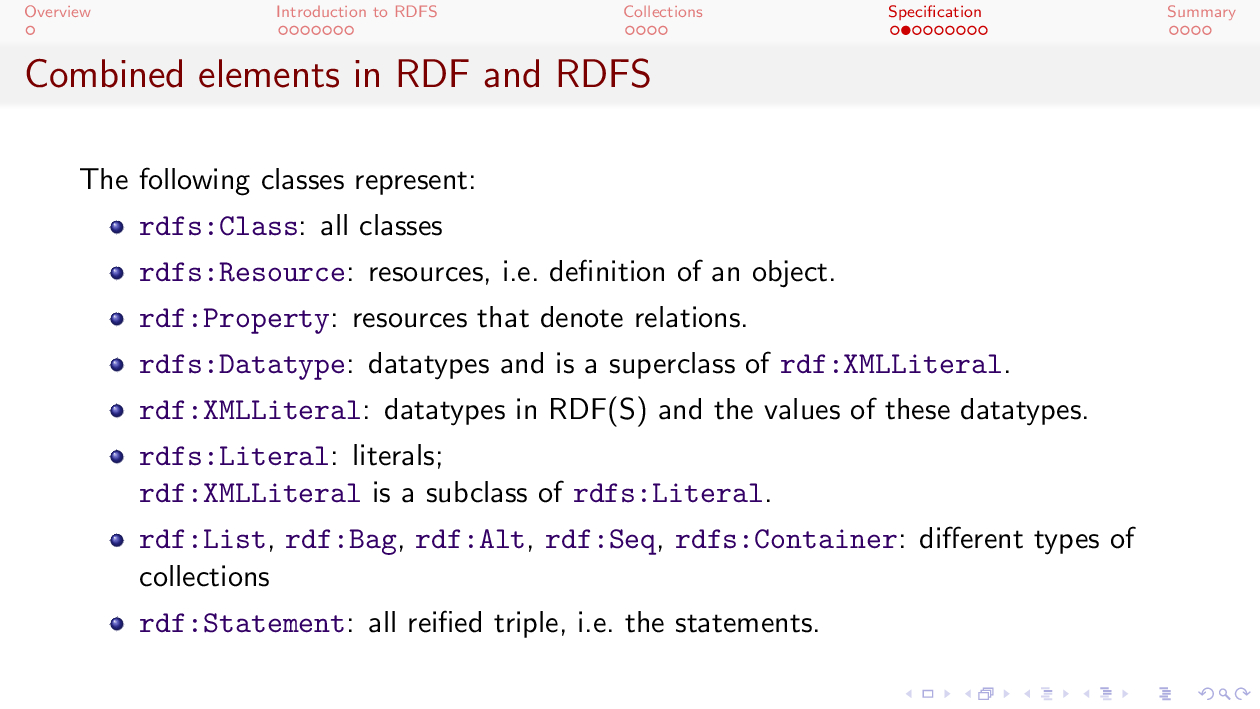 Overview
Introduction to RDFS
Collections
Specification
Summary
Combined elements in RDF and RDFS
The following classes represent:
rdfs:Class: all classes
rdfs:Resource: resources, i.e. definition of an object.
rdf:Property: resources that denote relations.
rdfs:Datatype: datatypes and is a superclass of rdf:XMLLiteral.
rdf:XMLLiteral: datatypes in RDF(S) and the values of these datatypes.
rdfs:Literal: literals;
rdf:XMLLiteral is a subclass of rdfs:Literal.
rdf:List, rdf:Bag, rdf:Alt, rdf:Seq, rdfs:Container: different types of
collections
rdf:Statement: all reified triple, i.e. the statements.